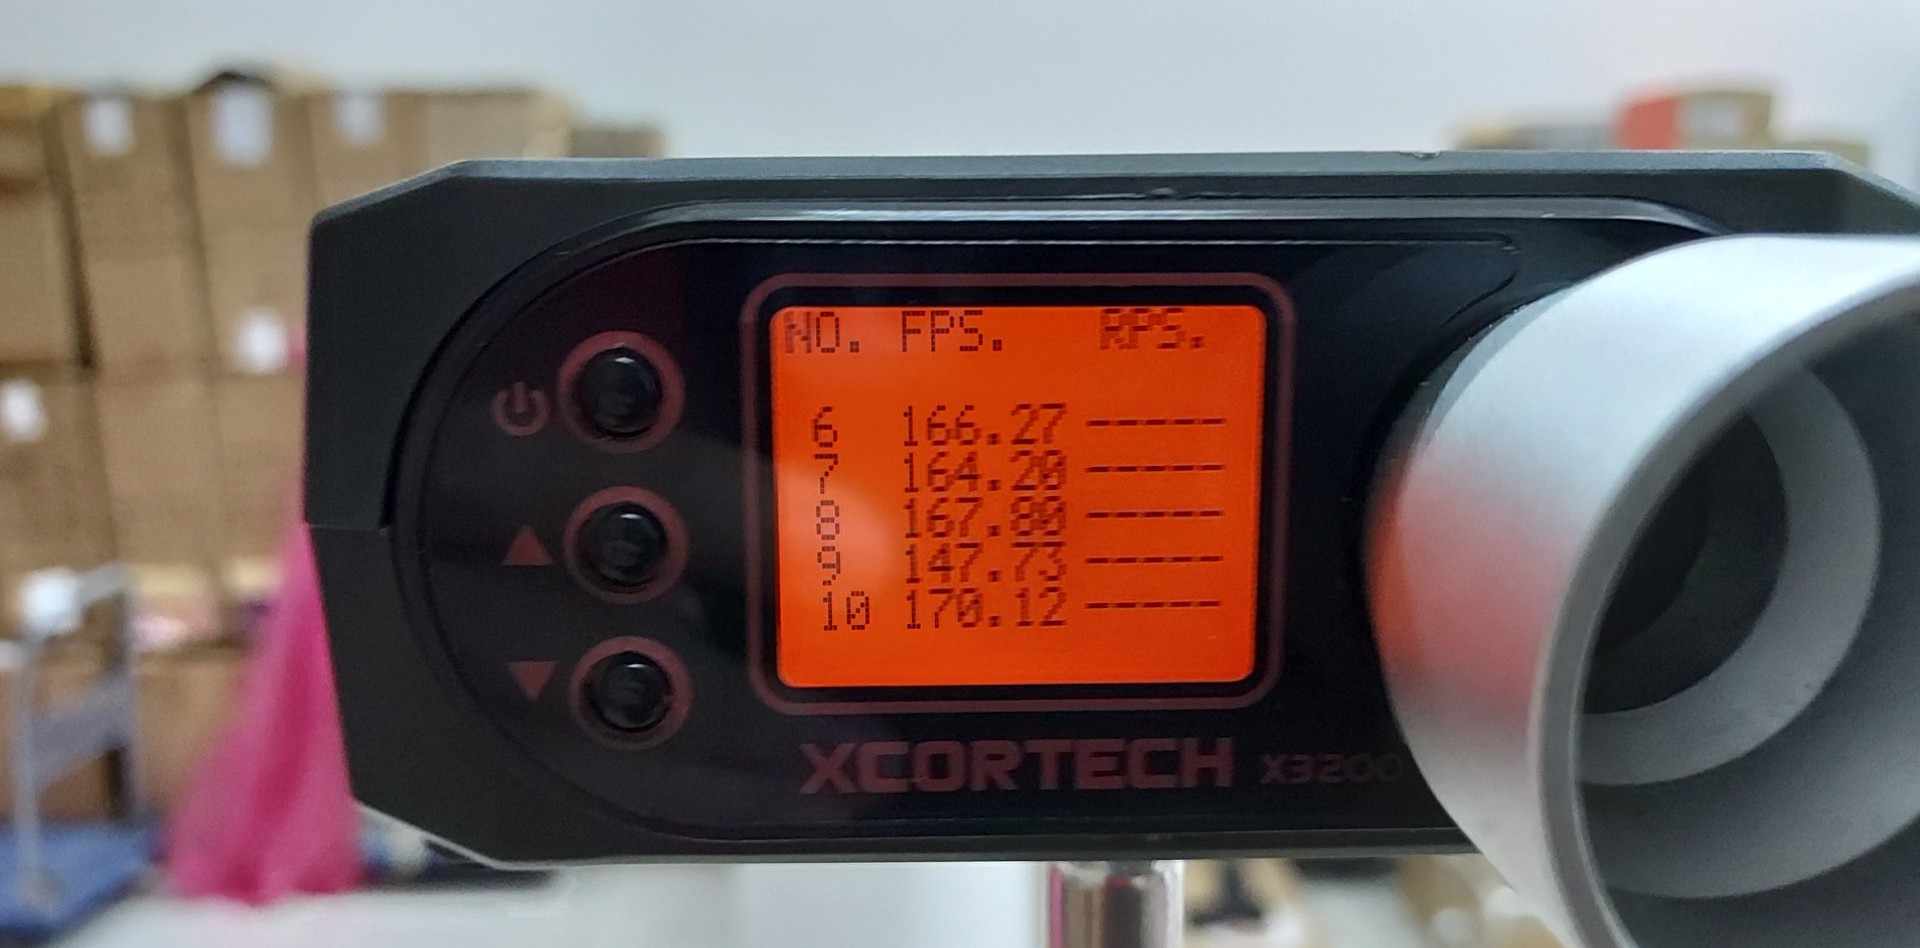 NO. FPS. RPS.
6 166.27 -----
7 164.20 -----
8 167.80 -----
9 147.73 -----
10 170.12 -----
XCORTECH X3200